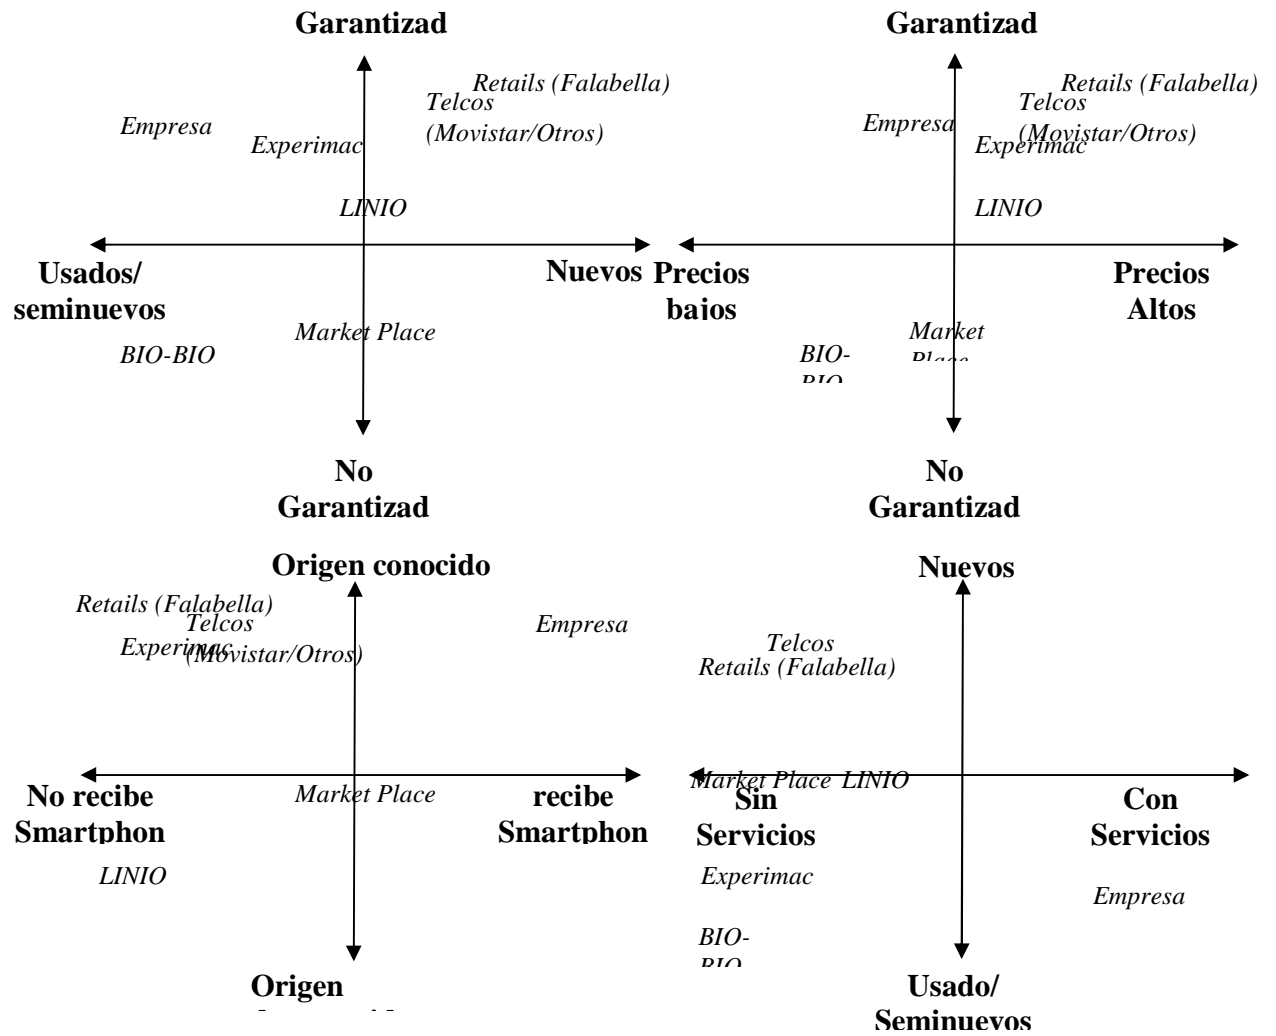 Garantizad
Retails (Falabella)
Telcos
(Movistar/Otros)
Empresa
Experimac
LINIO
Usados/
seminuevos
Nuevos
Market Place
BIO-BIO
No
Garantizad
Garantizad
Retails (Falabella)
Telcos
(Movistar/Otros)
Empresa
Experimac
LINIO
Precios
bajos
Precios
Altos
Market
Place
BIO-
BIO
No
Garantizad
Origen conocido
Retails (Falabella)
Telcos
(Movistar/Otros)
Experimac
Empresa
No recibe
Smartphon
Market Place
recibe
Smartphon
LINIO
Origen
Nuevos
Telcos
Retails (Falabella)
Market Place LINIO
Sin
Servicios
Con
Servicios
Experimac
Empresa
BIO-
BIO
Usado/
Seminuevos